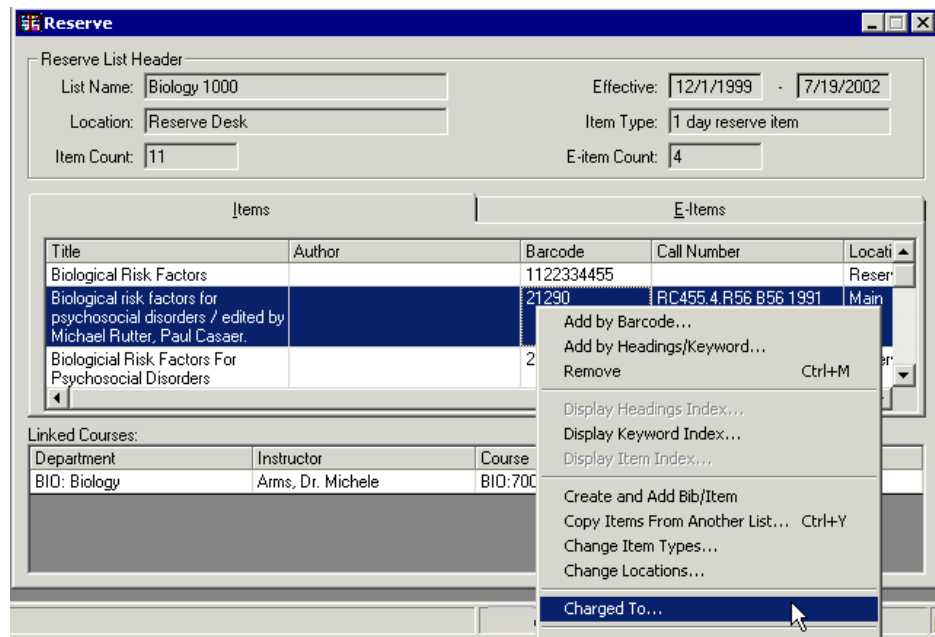 Reserve
Reserve List Header
List Name: Biology 1000 Effective: 12/1/1999 - 7/19/2002
Location: Reserve Desk Item Type: 1 day reserve item
Item Count: 11 E-item Count: 4
Items E-Items
Title Author Barcode Call Number Locati
Biological Risk Factors 1122334455 Reser
Biological risk factors for 21290 RC455.4.R56 B56 1991 Main
psychosocial disorders / edited by
Michael Rutter, Paul Casaer.
Biologicial Risk Factors For 2
Psychosocial Disorders
Add by Barcode...
Add by Headings/Keyword...
Remove Ctrl+M
Display Headings Index...
Display Keyword Index...
Display Item Index...
Create and Add Bib/Item
Copy Items From Another List... Ctrl+Y
Change Item Types...
Change Locations...
Charged To...
Linked Courses:
Department Instructor Course
BIO: Biology Arms, Dr. Michele BIO:700